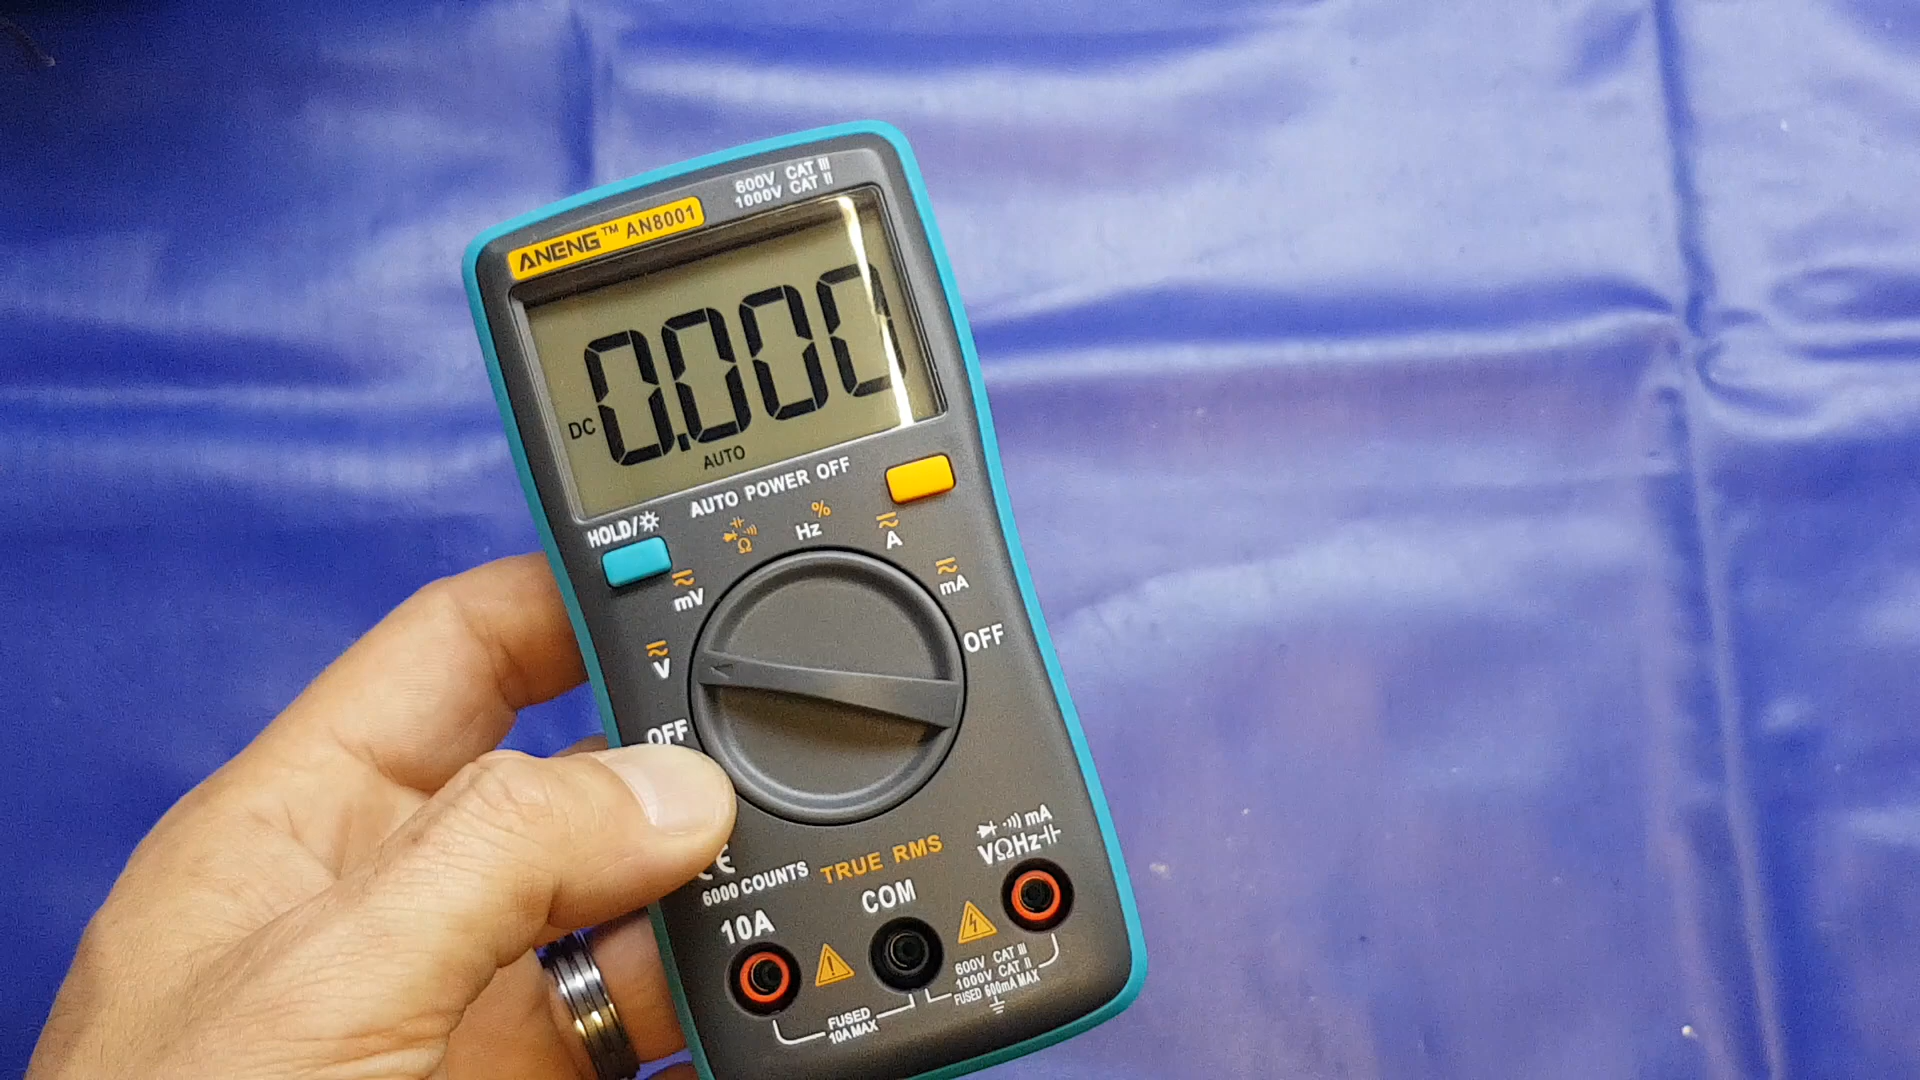 600V CAT III
1000V CAT II
ANENG™ AN8001
0.000
DC
AUTO
AUTO POWER OFF
HOLD/
Ω
Hz %
A
mV
mA
V
OFF
OFF
CE
6000 COUNTS
TRUE RMS
mA
VΩHz
10A
COM
600V CAT III
1000V CAT II
FUSED 600mA MAX
FUSED
10A MAX